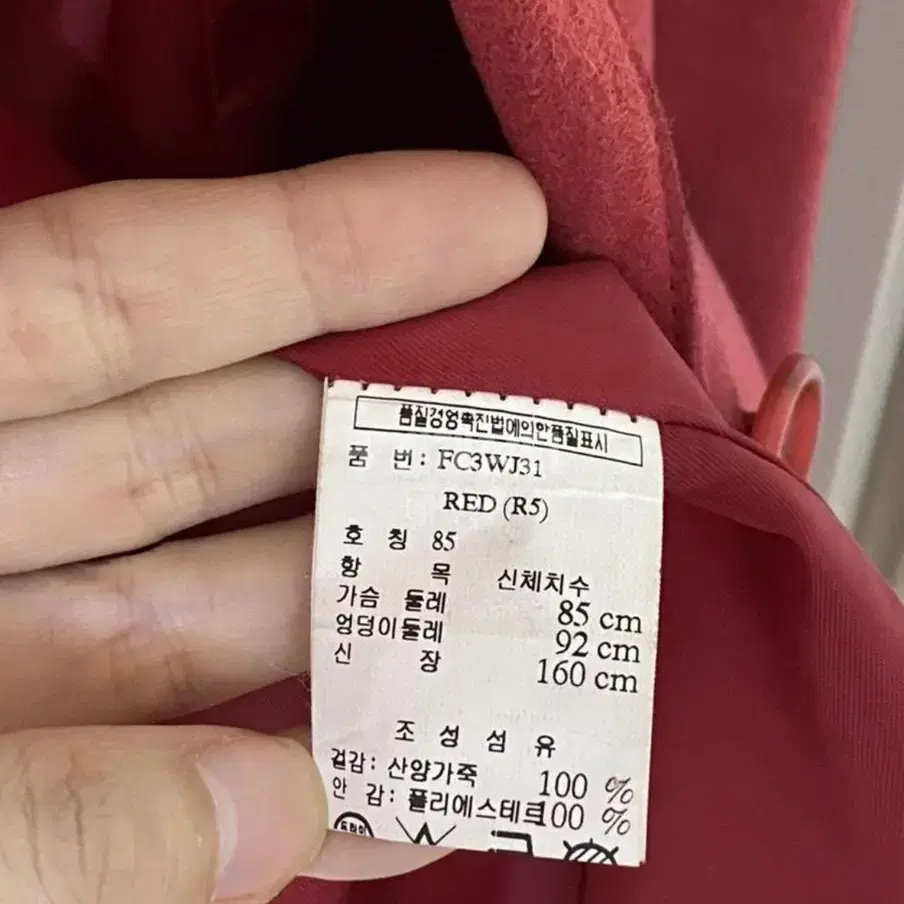 품질경영촉진법에의한품질표시
품 번: FC3WJ31
RED (R5)
호 칭 85
항 목 신체치수
가슴 둘레 85 cm
엉덩이둘레 92 cm
신 장 160 cm
조 성 섬 유
겉감: 산양가죽 100 %
안 감: 폴리에스테르100 %